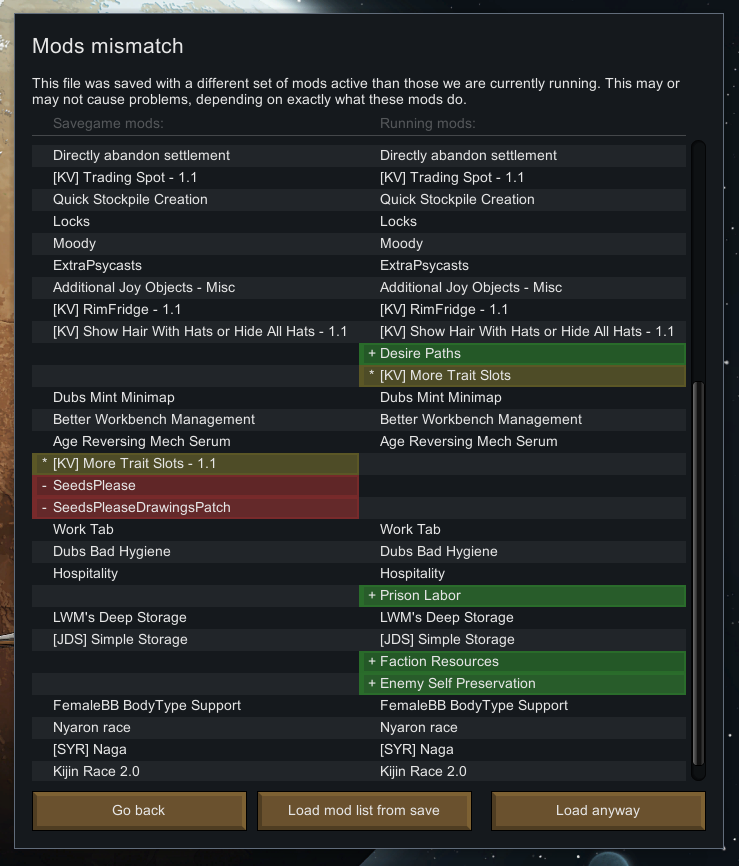 Mods mismatch
This file was saved with a different set of mods active than those we are currently running. This may or
may not cause problems, depending on exactly what these mods do.
Savegame mods: Running mods:
Directly abandon settlement Directly abandon settlement
[KV] Trading Spot - 1.1 [KV] Trading Spot - 1.1
Quick Stockpile Creation Quick Stockpile Creation
Locks Locks
Moody Moody
ExtraPsycasts ExtraPsycasts
Additional Joy Objects - Misc Additional Joy Objects - Misc
[KV] RimFridge - 1.1 [KV] RimFridge - 1.1
[KV] Show Hair With Hats or Hide All Hats - 1.1 [KV] Show Hair With Hats or Hide All Hats - 1.1
+ Desire Paths
* [KV] More Trait Slots
Dubs Mint Minimap Dubs Mint Minimap
Better Workbench Management Better Workbench Management
Age Reversing Mech Serum Age Reversing Mech Serum
* [KV] More Trait Slots - 1.1
- SeedsPlease
- SeedsPleaseDrawingsPatch
Work Tab Work Tab
Dubs Bad Hygiene Dubs Bad Hygiene
Hospitality Hospitality
+ Prison Labor
LWM's Deep Storage LWM's Deep Storage
[JDS] Simple Storage [JDS] Simple Storage
+ Faction Resources
+ Enemy Self Preservation
FemaleBB BodyType Support FemaleBB BodyType Support
Nyaron race Nyaron race
[SYR] Naga [SYR] Naga
Kijin Race 2.0 Kijin Race 2.0
Go back Load mod list from save Load anyway